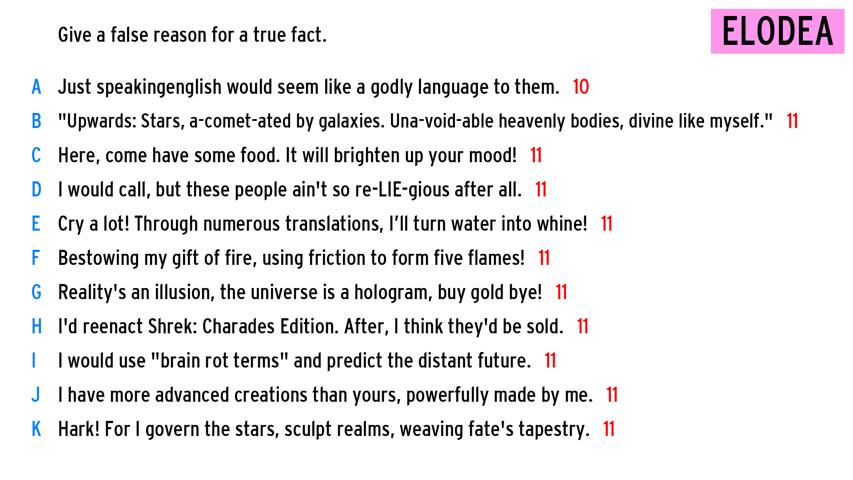 Give a false reason for a true fact.
ELODEA
A Just speakingenglish would seem like a godly language to them. 10
B "Upwards: Stars, a-comet-ated by galaxies. Una-void-able heavenly bodies, divine like myself." 11
C Here, come have some food. It will brighten up your mood! 11
D I would call, but these people ain't so re-LIE-gious after all. 11
E Cry a lot! Through numerous translations, I’ll turn water into whine! 11
F Bestowing my gift of fire, using friction to form five flames! 11
G Reality's an illusion, the universe is a hologram, buy gold bye! 11
H I'd reenact Shrek: Charades Edition. After, I think they'd be sold. 11
I I would use "brain rot terms" and predict the distant future. 11
J I have more advanced creations than yours, powerfully made by me. 11
K Hark! For I govern the stars, sculpt realms, weaving fate's tapestry. 11